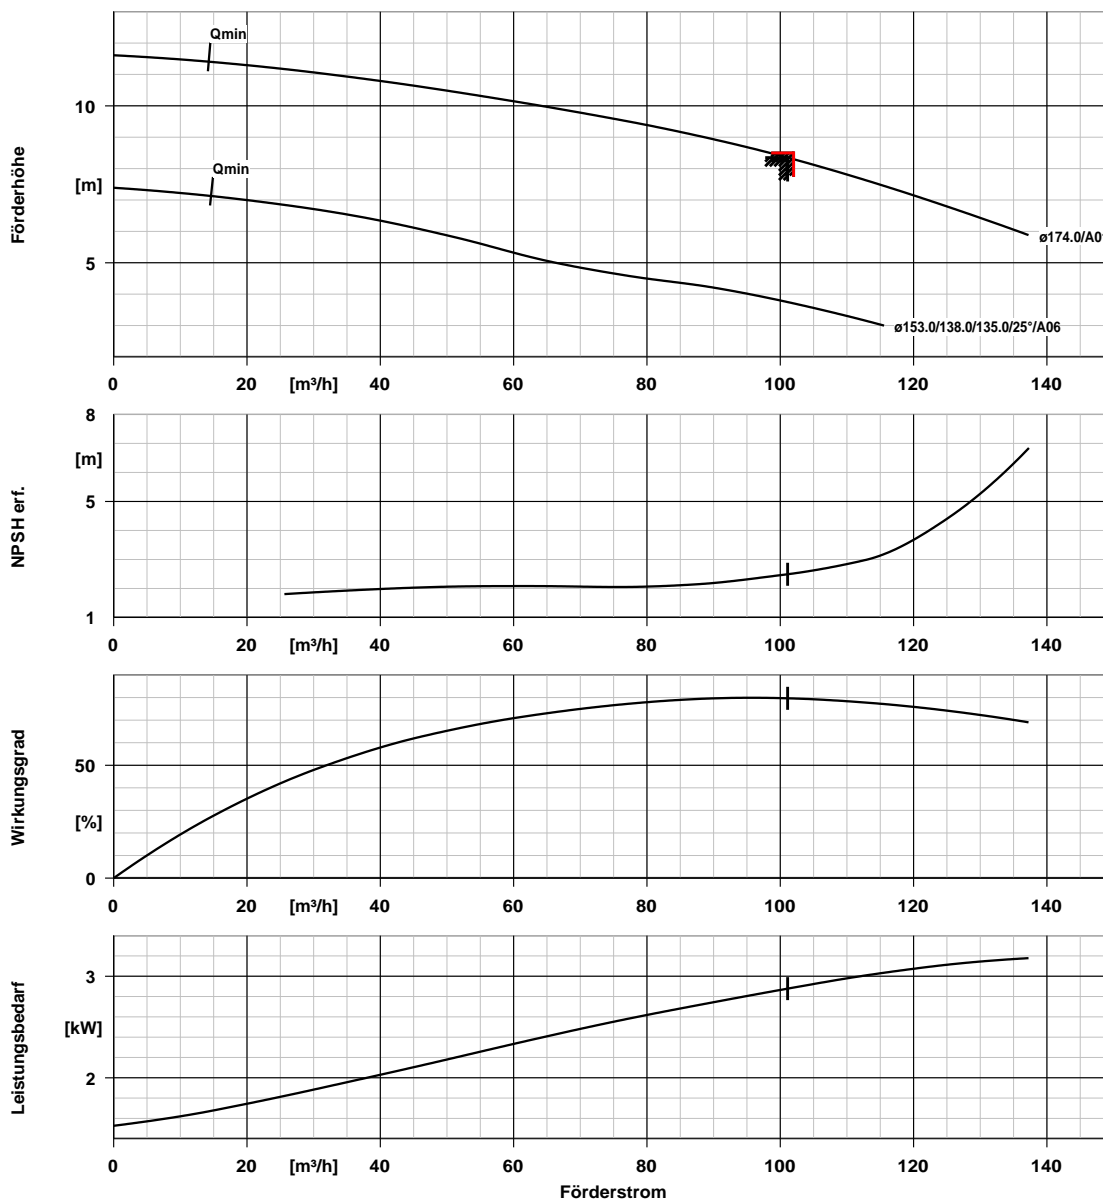 Qmin
10
Qmin
[m]
Förderhöhe
ø174.0/A0
5
ø153.0/138.0/135.0/25°/A06
0 20 [m³/h] 40 60 80 100 120 140
8
[m]
5
NPSH erf.
1
0 20 [m³/h] 40 60 80 100 120 140
50
Wirkungsgrad
[%]
0
0 20 [m³/h] 40 60 80 100 120 140
3
[kW]
Leistungsbedarf
2
0 20 [m³/h] 40 60 80 100 120 140
Förderstrom